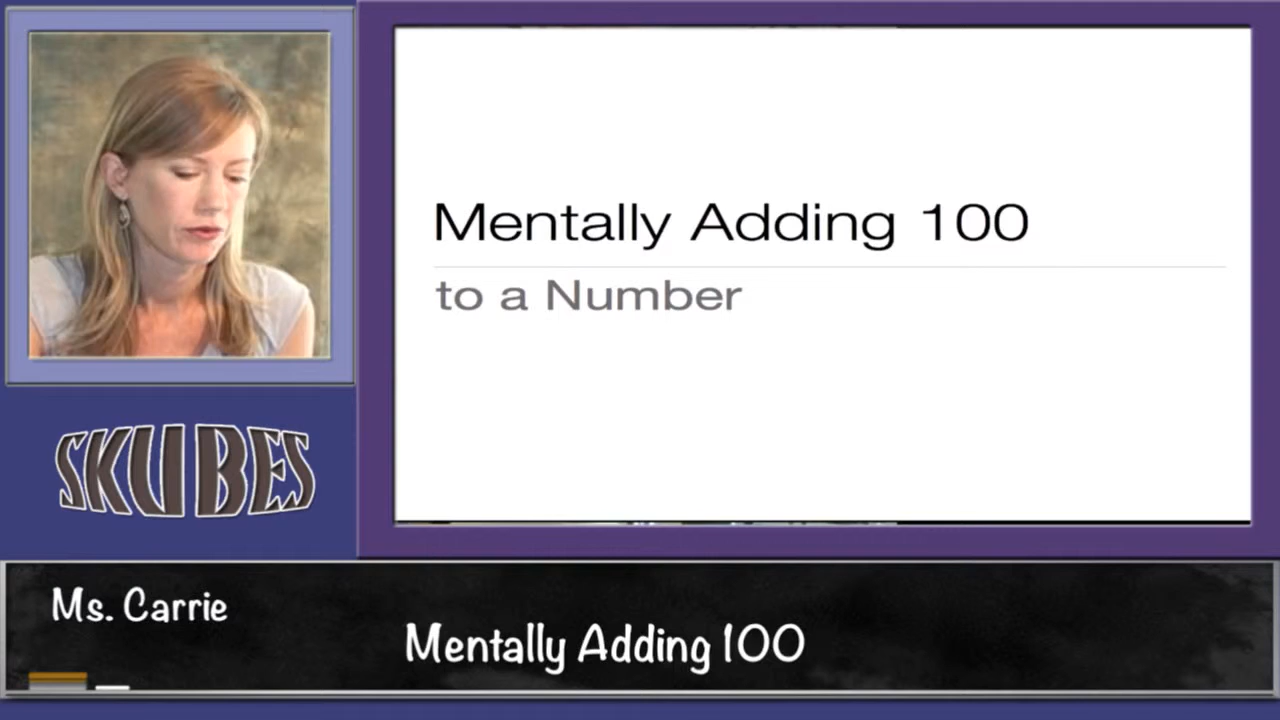 Mentally Adding 100
to a Number
SKUBES
Ms. Carrie
Mentally Adding 100